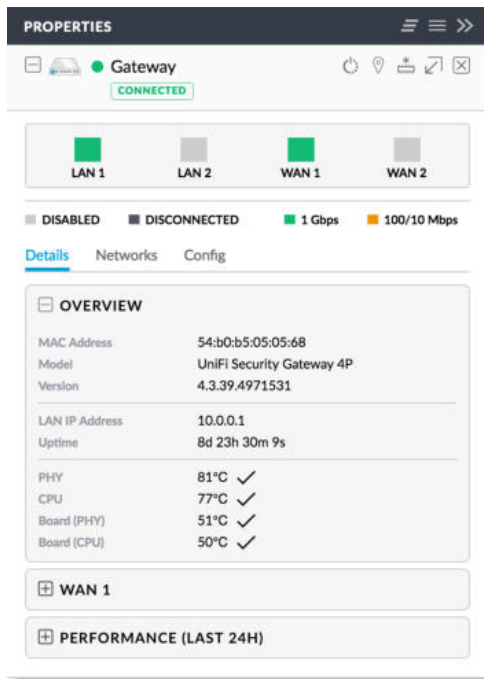 PROPERTIES
Gateway
CONNECTED
LAN 1 LAN 2 WAN 1 WAN 2
DISABLED DISCONNECTED 1 Gbps 100/10 Mbps
Details Networks Config
OVERVIEW
MAC Address 54:b0:b5:05:05:68
Model UniFi Security Gateway 4P
Version 4.3.39.4971531
LAN IP Address 10.0.0.1
Uptime 8d 23h 30m 9s
PHY 81°C
CPU 77°C
Board (PHY) 51°C
Board (CPU) 50°C
WAN 1
PERFORMANCE (LAST 24H)